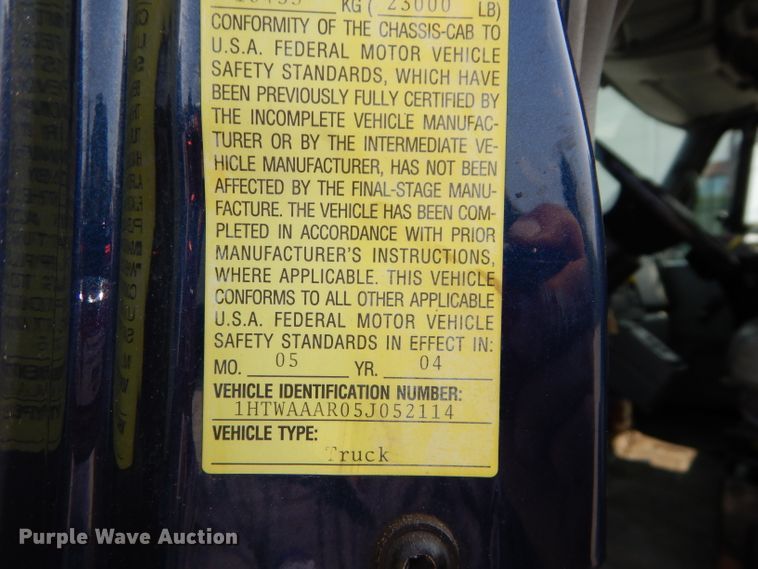 KG ( 23000 LB)
CONFORMITY OF THE CHASSIS-CAB TO
U.S.A. FEDERAL MOTOR VEHICLE
SAFETY STANDARDS, WHICH HAVE
BEEN PREVIOUSLY FULLY CERTIFIED BY
THE INCOMPLETE VEHICLE MANUFAC-
TURER OR BY THE INTERMEDIATE VE-
HICLE MANUFACTURER, HAS NOT BEEN
AFFECTED BY THE FINAL-STAGE MANU-
FACTURE. THE VEHICLE HAS BEEN COM-
PLETED IN ACCORDANCE WITH PRIOR
MANUFACTURER'S INSTRUCTIONS,
WHERE APPLICABLE. THIS VEHICLE
CONFORMS TO ALL OTHER APPLICABLE
U.S.A. FEDERAL MOTOR VEHICLE
SAFETY STANDARDS IN EFFECT IN:
MO. 05 YR. 04
VEHICLE IDENTIFICATION NUMBER:
1HTWAAAR05J052114
VEHICLE TYPE:
Truck
Purple Wave Auction